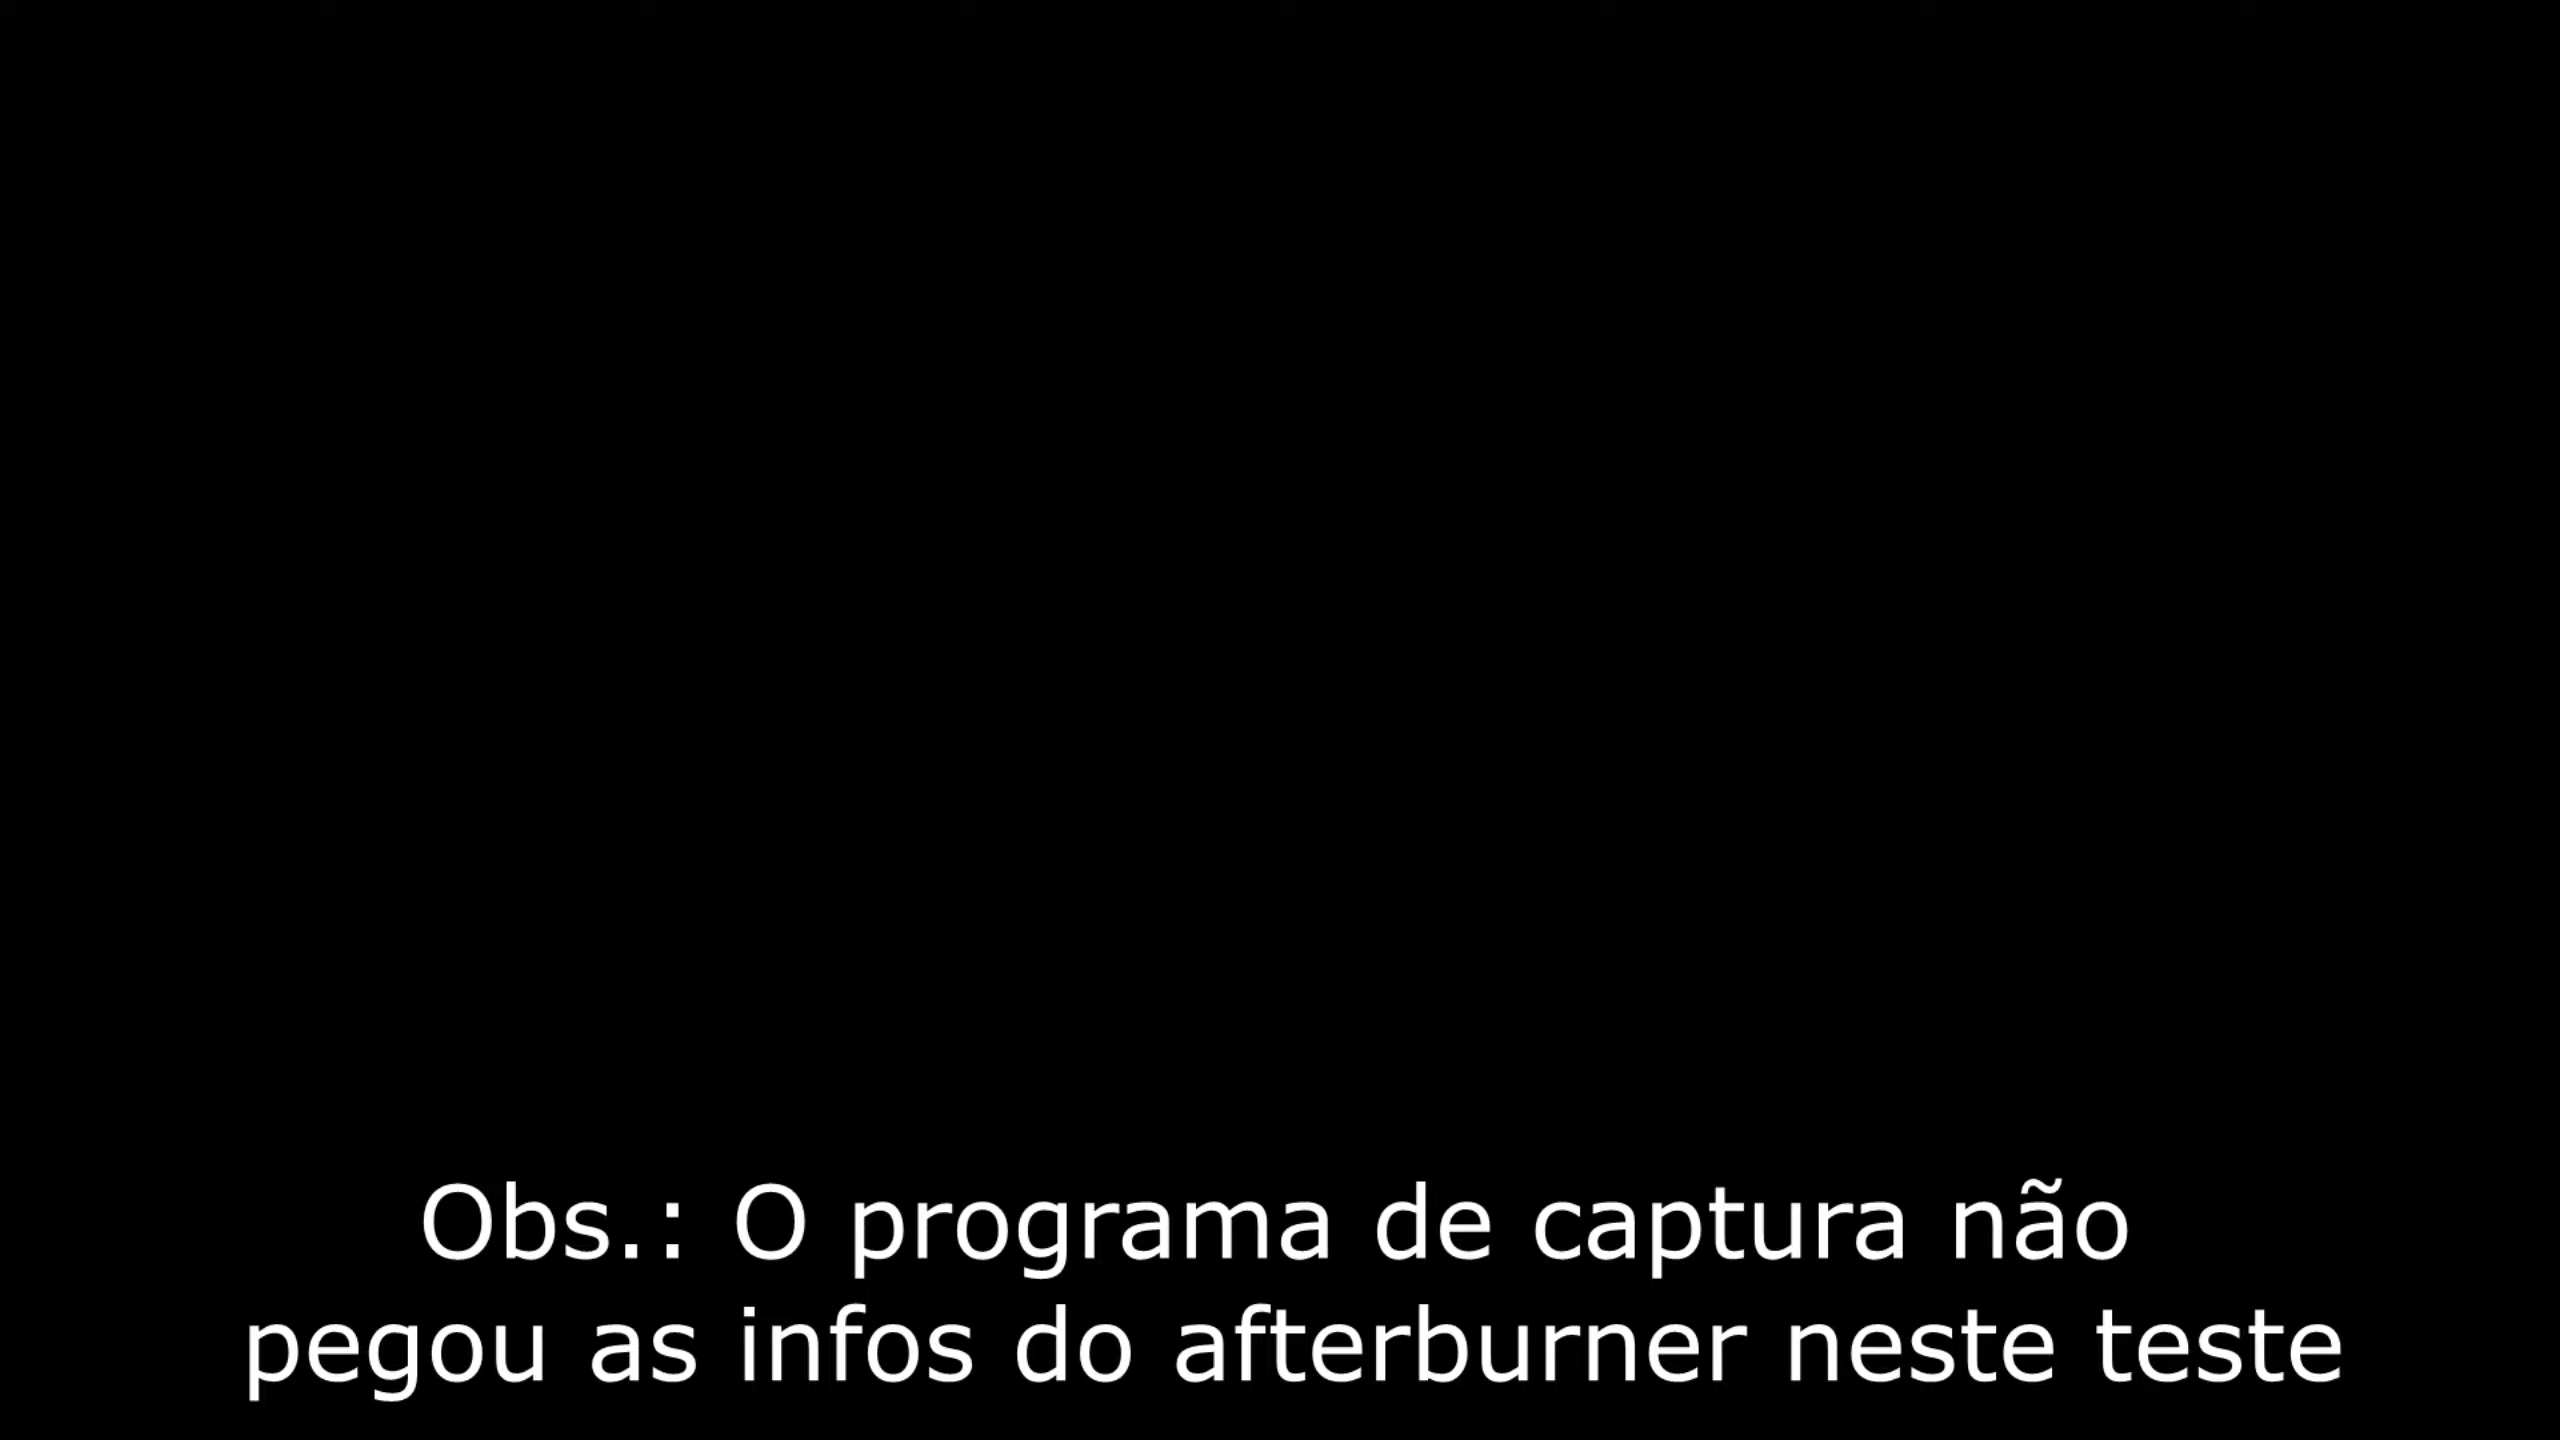 Obs.: O programa de captura não
pegou as infos do afterburner neste teste